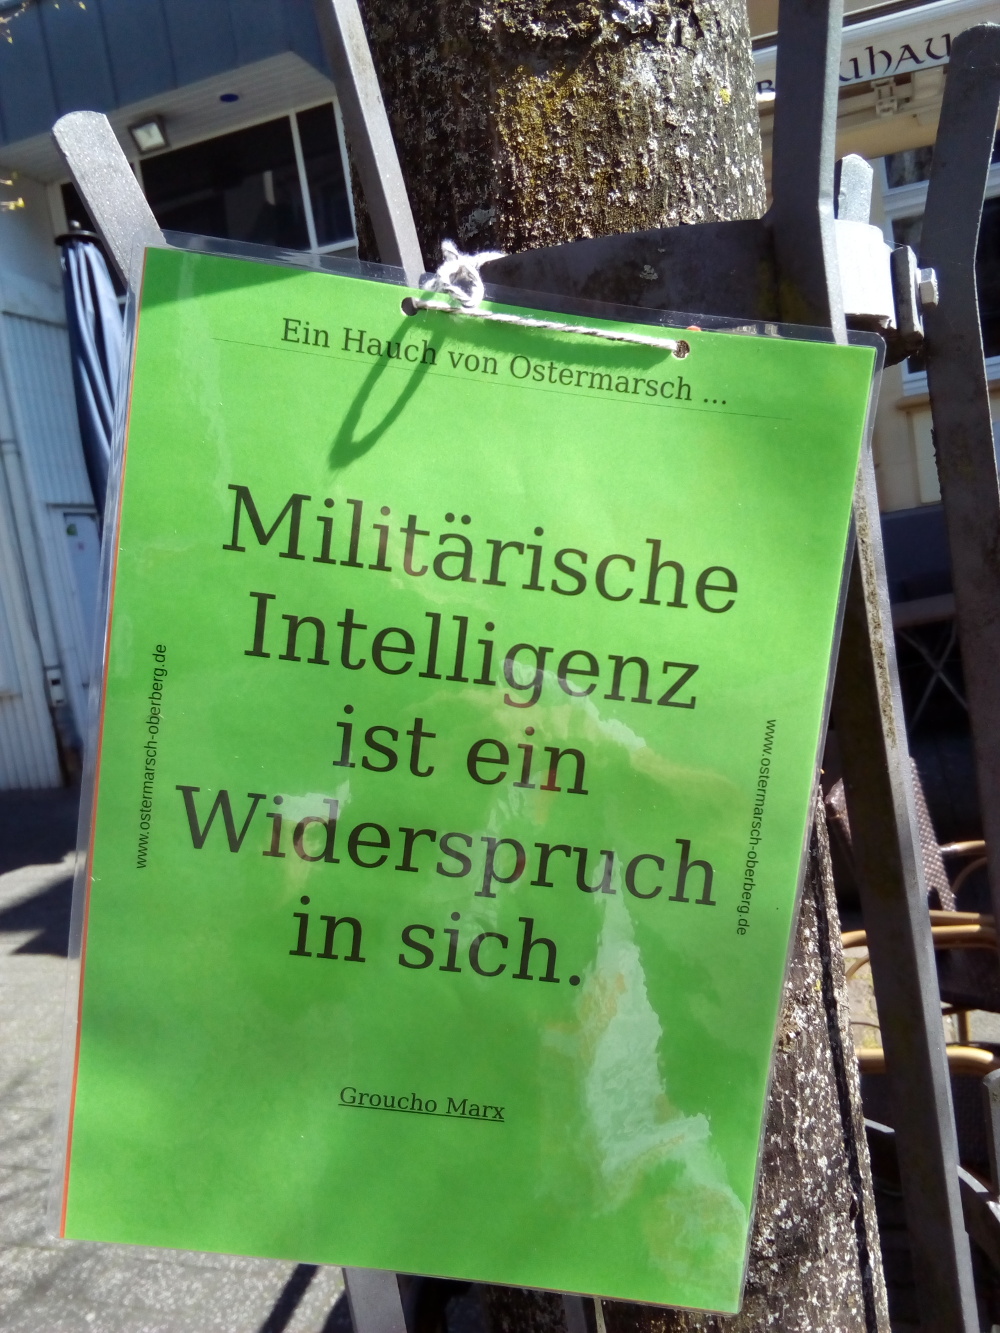 Ein Hauch von Ostermarsch ...
Militärische
Intelligenz
ist ein
Widerspruch
in sich.
Groucho Marx
www.ostermarsch-oberberg.de
www.ostermarsch-oberberg.de